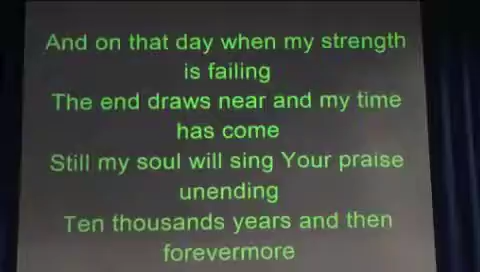 And on that day when my strength
is failing
The end draws near and my time
has come
Still my soul will sing Your praise
unending
Ten thousands years and then
forevermore